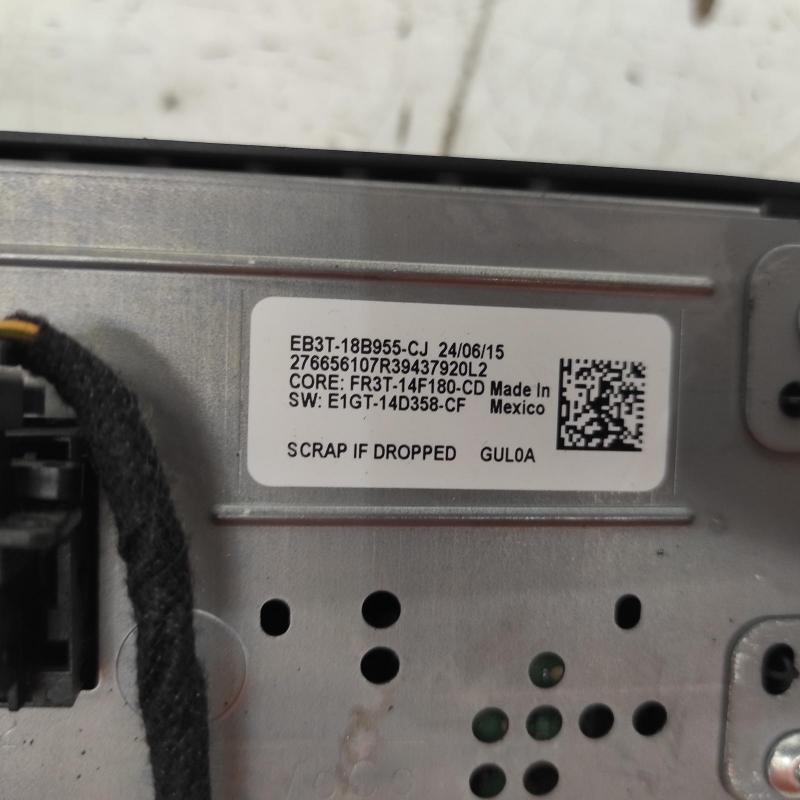 EB3T-18B955-CJ 24/06/15
276656107R39437920L2
CORE: FR3T-14F180-CD Made In
SW: E1GT-14D358-CF Mexico
SCRAP IF DROPPED GUL0A